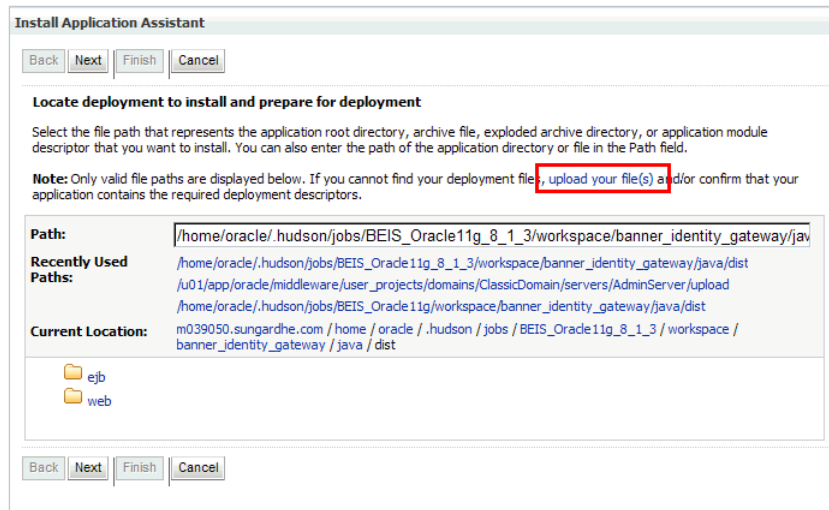 Install Application Assistant
Back Next Finish Cancel
Locate deployment to install and prepare for deployment
Select the file path that represents the application root directory, archive file, exploded archive directory, or application module
descriptor that you want to install. You can also enter the path of the application directory or file in the Path field.
Note: Only valid file paths are displayed below. If you cannot find your deployment files, upload your file(s) and/or confirm that your
application contains the required deployment descriptors.
Path: /home/oracle/.hudson/jobs/BEIS_Oracle11g_8_1_3/workspace/banner_identity_gateway/jav
Recently Used /home/oracle/.hudson/jobs/BEIS_Oracle11g_8_1_3/workspace/banner_identity_gateway/java/dist
Paths: /u01/app/oracle/middleware/user_projects/domains/ClassicDomain/servers/AdminServer/upload
/home/oracle/.hudson/jobs/BEIS_Oracle11g/workspace/banner_identity_gateway/java/dist
Current Location: m039050.sungardhe.com / home / oracle / .hudson / jobs / BEIS_Oracle11g_8_1_3 / workspace /
banner_identity_gateway / java / dist
ejb
web
Back Next Finish Cancel